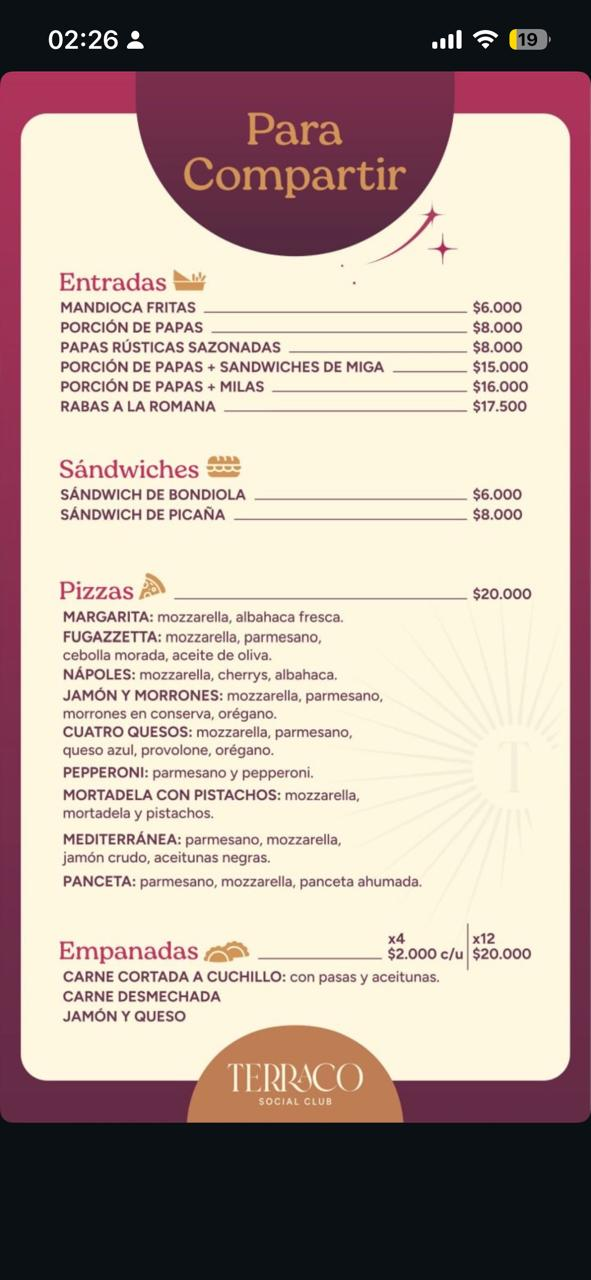 02:26
19
Para
Compartir
Entradas
MANDIOCA FRITAS $6.000
PORCIÓN DE PAPAS $8.000
PAPAS RÚSTICAS SAZONADAS $8.000
PORCIÓN DE PAPAS + SANDWICHES DE MIGA $15.000
PORCIÓN DE PAPAS + MILAS $16.000
RABAS A LA ROMANA $17.500
Sándwiches
SÁNDWICH DE BONDIOLA $6.000
SÁNDWICH DE PICAÑA $8.000
Pizzas $20.000
MARGARITA: mozzarella, albahaca fresca.
FUGAZZETTA: mozzarella, parmesano,
cebolla morada, aceite de oliva.
NÁPOLES: mozzarella, cherrys, albahaca.
JAMÓN Y MORRONES: mozzarella, parmesano,
morrones en conserva, orégano.
CUATRO QUESOS: mozzarella, parmesano,
queso azul, provolone, orégano.
PEPPERONI: parmesano y pepperoni.
MORTADELA CON PISTACHOS: mozzarella,
mortadela y pistachos.
MEDITERRÁNEA: parmesano, mozzarella,
jamón crudo, aceitunas negras.
PANCETA: parmesano, mozzarella, panceta ahumada.
T
x4 x12
Empanadas $2.000 c/u $20.000
CARNE CORTADA A CUCHILLO: con pasas y aceitunas.
CARNE DESMECHADA
JAMÓN Y QUESO
TERRACO
SOCIAL CLUB